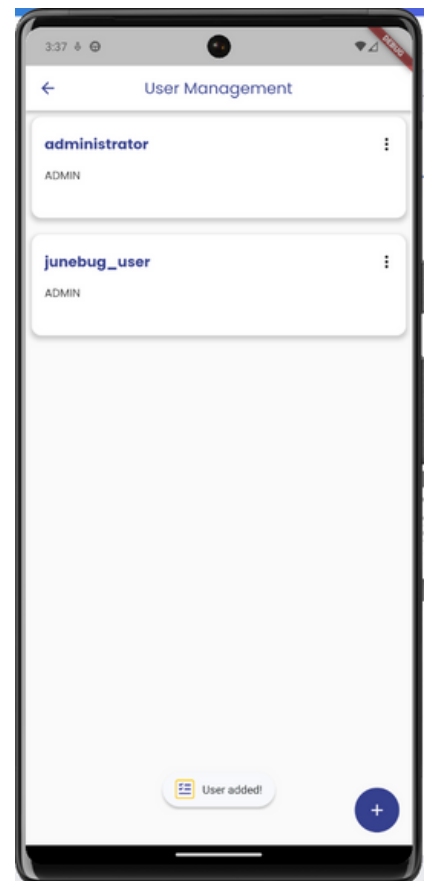 3:37
DEBUG
User Management
administrator
ADMIN
junebug_user
ADMIN
User added!
+